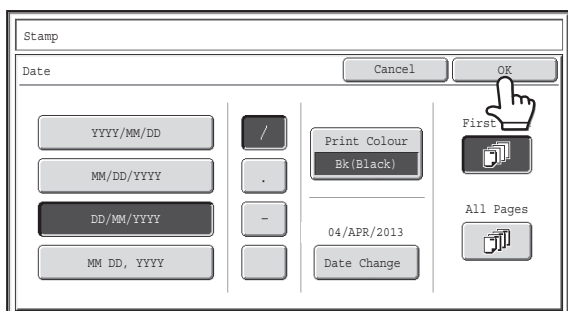 Stamp
Date
Cancel
OK
YYYY/MM/DD
MM/DD/YYYY
DD/MM/YYYY
MM DD, YYYY
/
.
-
Print Colour
Bk(Black)
04/APR/2013
Date Change
First
All Pages